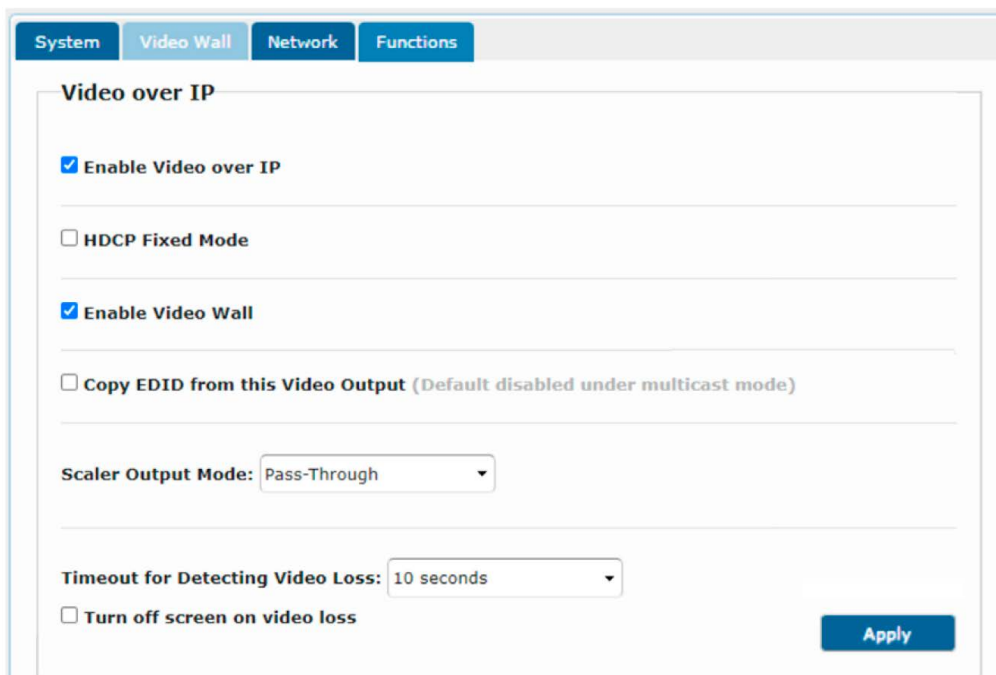 System Video Wall Network Functions
Video over IP
Enable Video over IP
HDCP Fixed Mode
Enable Video Wall
Copy EDID from this Video Output (Default disabled under multicast mode)
Scaler Output Mode: Pass-Through
Timeout for Detecting Video Loss: 10 seconds
Turn off screen on video loss
Apply